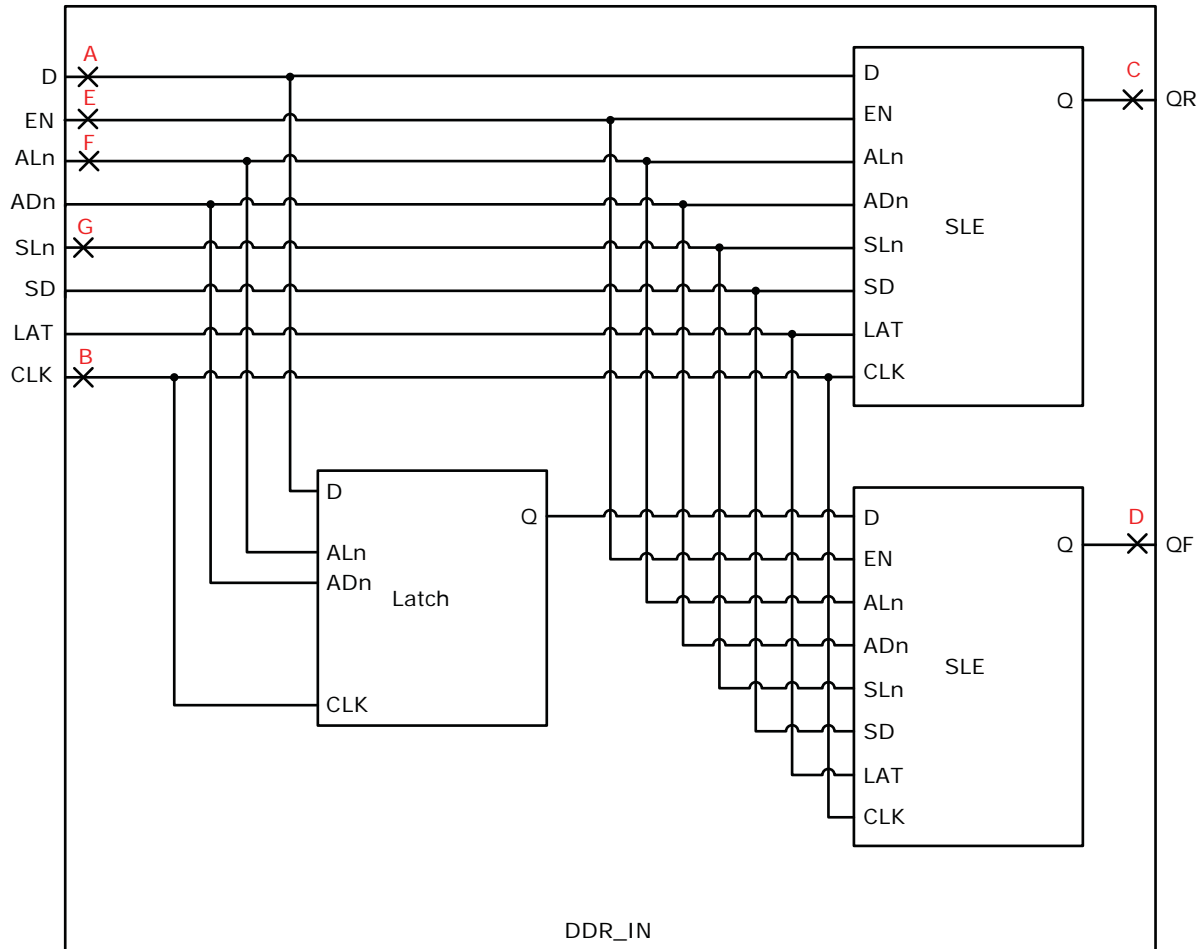 A
D
E
EN
F
ALn
ADn
G
SLn
SD
LAT
B
CLK
D
EN
ALn
ADn
SLn
SD
LAT
CLK
SLE
Q
C
QR
D
ALn
ADn
CLK
Latch
Q
D
EN
ALn
ADn
SLn
SD
LAT
CLK
SLE
Q
D
QF
DDR_IN